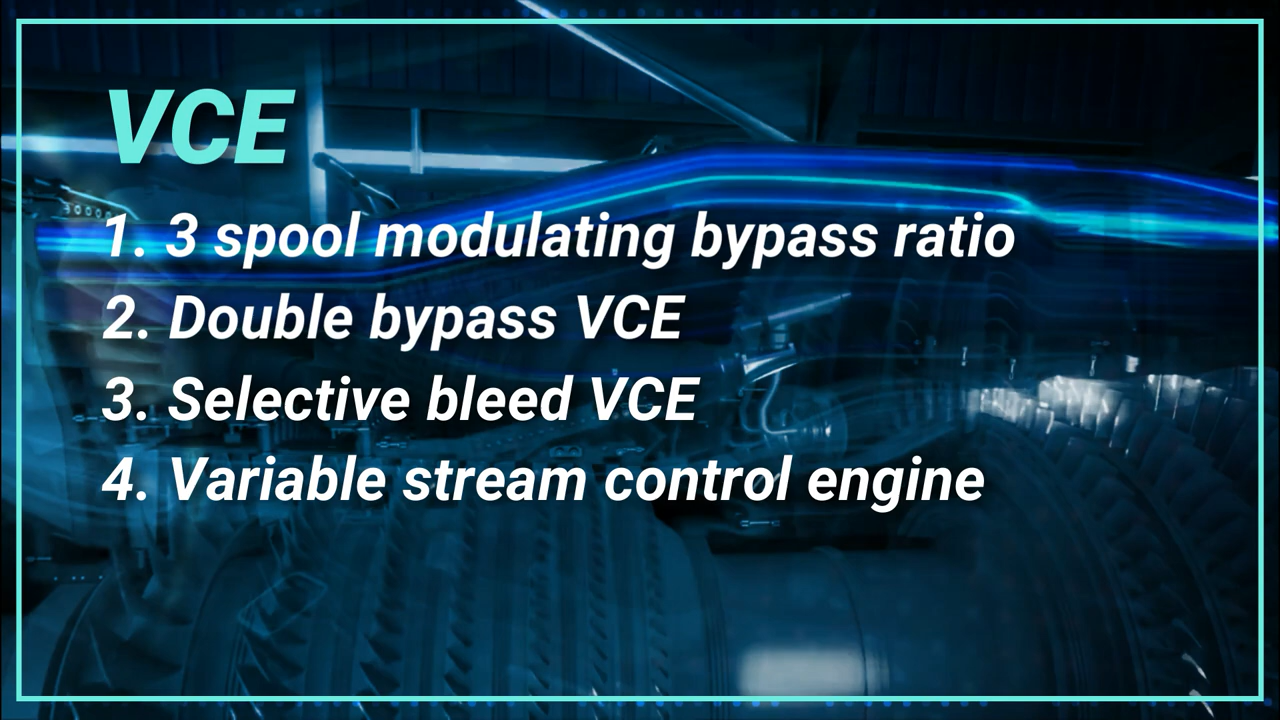 VCE
1. 3 spool modulating bypass ratio
2. Double bypass VCE
3. Selective bleed VCE
4. Variable stream control engine